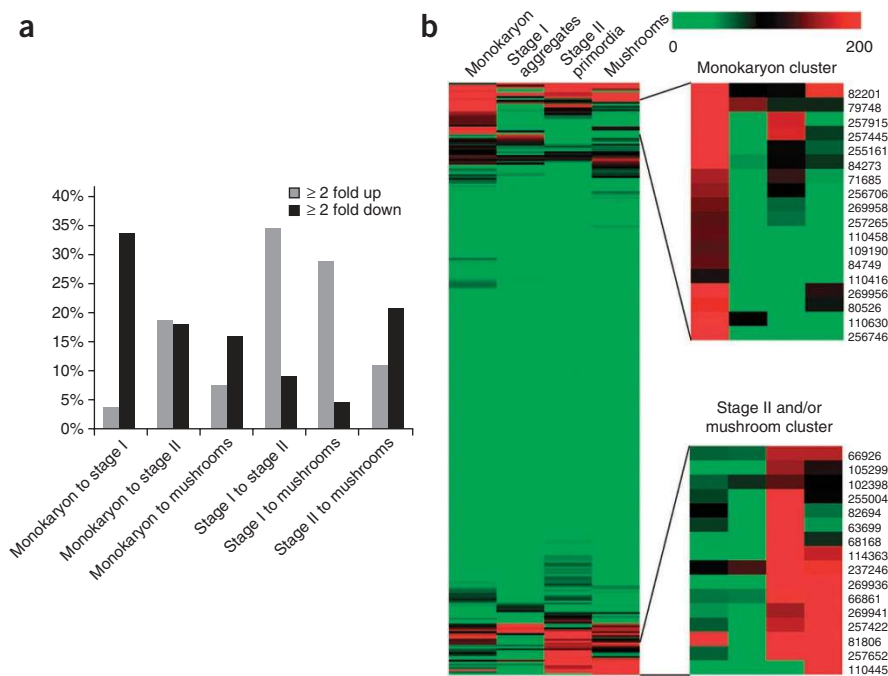 a
≥ 2 fold up
≥ 2 fold down
40%
35%
30%
25%
20%
15%
10%
5%
0%
Monokaryon to stage I
Monokaryon to stage II
Monokaryon to mushrooms
Stage I to stage II
Stage I to mushrooms
Stage II to mushrooms
b
Monokaryon
Stage I
aggregates
Stage II
primordia
Mushrooms
0
200
Monokaryon cluster
82201
79748
257915
257445
255161
84273
71685
256706
269958
257265
110458
109190
84749
110416
269956
80526
110630
256746
Stage II and/or
mushroom cluster
66926
105299
102398
255004
82694
63699
68168
114363
237246
269936
66861
269941
257422
81806
257652
110445